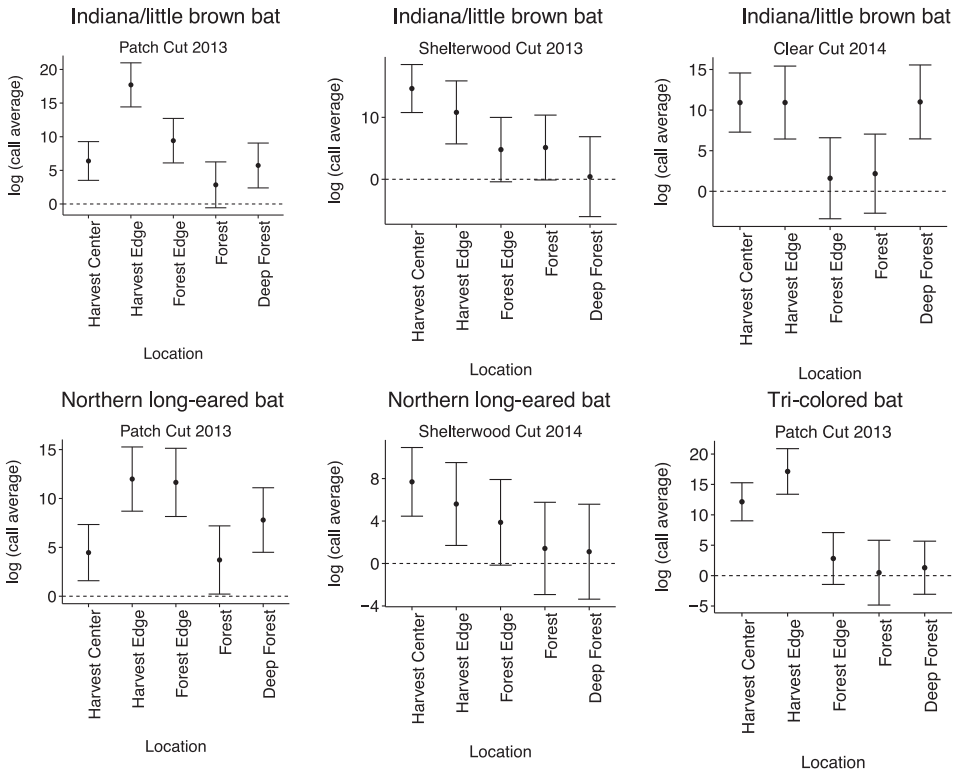 Indiana/little brown bat
Patch Cut 2013
log (call average)
20
15
10
5
0
Harvest Center
Harvest Edge
Forest Edge
Forest
Deep Forest
Location
Indiana/little brown bat
Shelterwood Cut 2013
log (call average)
10
0
Harvest Center
Harvest Edge
Forest Edge
Forest
Deep Forest
Location
Indiana/little brown bat
Clear Cut 2014
log (call average)
15
10
5
0
Harvest Center
Harvest Edge
Forest Edge
Forest
Deep Forest
Location
Northern long-eared bat
Patch Cut 2013
log (call average)
15
10
5
0
Harvest Center
Harvest Edge
Forest Edge
Forest
Deep Forest
Location
Northern long-eared bat
Shelterwood Cut 2014
log (call average)
8
4
0
−4
Harvest Center
Harvest Edge
Forest Edge
Forest
Deep Forest
Location
Tri-colored bat
Patch Cut 2013
log (call average)
20
15
10
5
0
−5
Harvest Center
Harvest Edge
Forest Edge
Forest
Deep Forest
Location